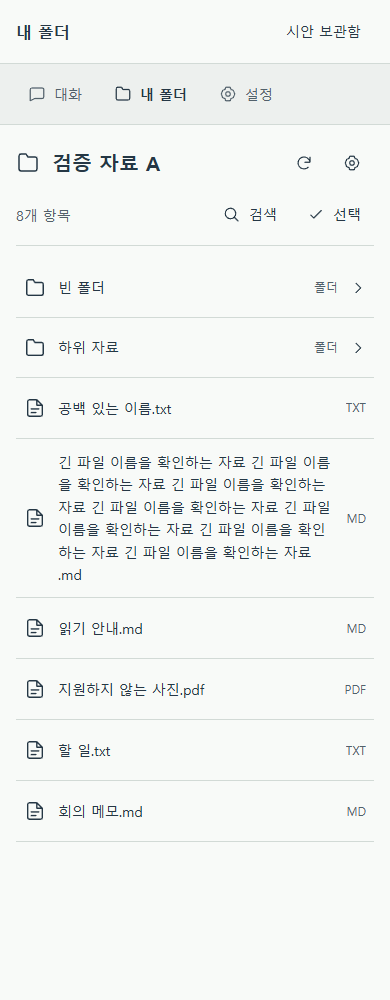 내 폴더
시안 보관함
대화
내 폴더
설정
검증 자료 A
8개 항목
검색
선택
빈 폴더
폴더
하위 자료
폴더
공백 있는 이름.txt
TXT
긴 파일 이름을 확인하는 자료 긴 파일 이름
을 확인하는 자료 긴 파일 이름을 확인하는
자료 긴 파일 이름을 확인하는 자료 긴 파일
이름을 확인하는 자료 긴 파일 이름을 확인
하는 자료 긴 파일 이름을 확인하는 자료
.md
MD
읽기 안내.md
MD
지원하지 않는 사진.pdf
PDF
할 일.txt
TXT
회의 메모.md
MD